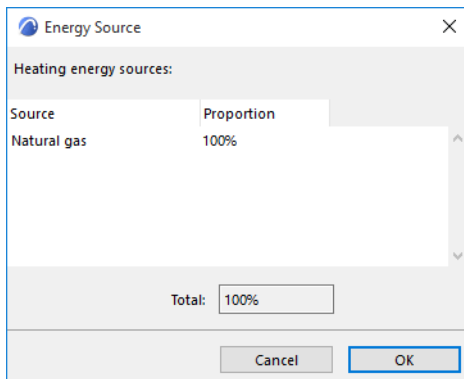 Energy Source
Heating energy sources:
Source Proportion
Natural gas 100%
Total: 100%
Cancel OK